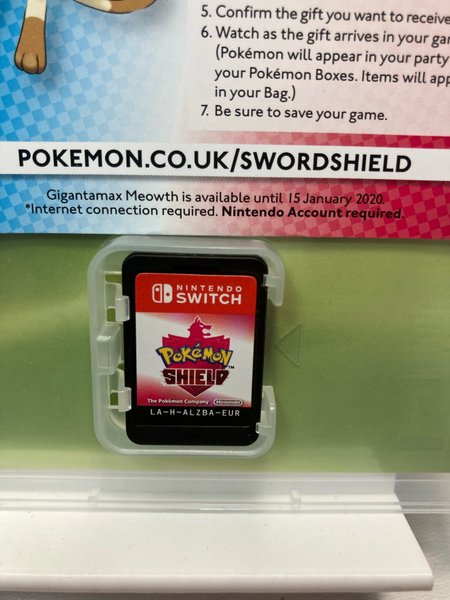 5. Confirm the gift you want to receive
6. Watch as the gift arrives in your
(Pokémon will appear in your party
your Pokémon Boxes. Items will
in your Bag.)
7. Be sure to save your game.
POKEMON.CO.UK/SWORDSHIELD
Gigantamax Meowth is available until 15 January 2020.
*Internet connection required. Nintendo Account required.
NINTENDO
SWITCH
POKéMON
SHIELD™
The Pokémon Company Nintendo
LA-H-ALZBA-EUR